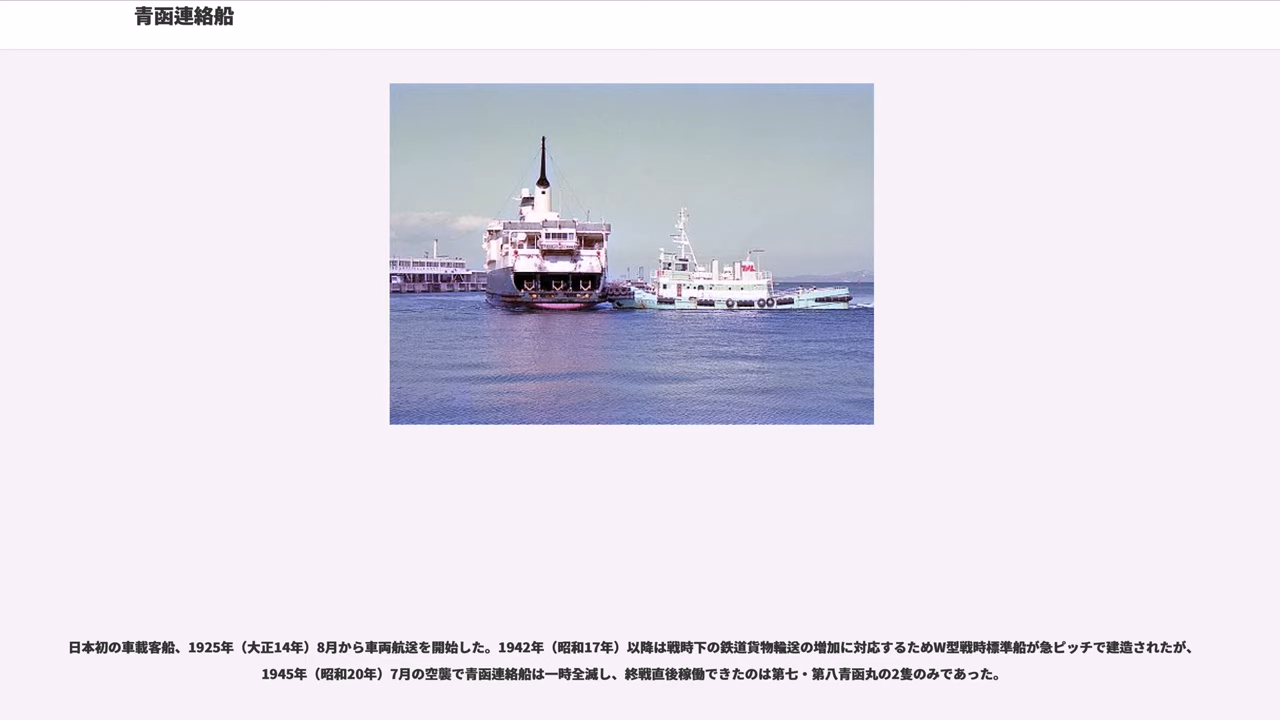 青函連絡船
日本初の車載客船、1925年（大正14年）8月から車両航送を開始した。1942年（昭和17年）以降は戦時下の鉄道貨物輸送の増加に対応するためW型戦時標準船が急ピッチで建造されたが、
1945年（昭和20年）7月の空襲で青函連絡船は一時全滅し、終戦直後稼働できたのは第七・第八青函丸の2隻のみであった。